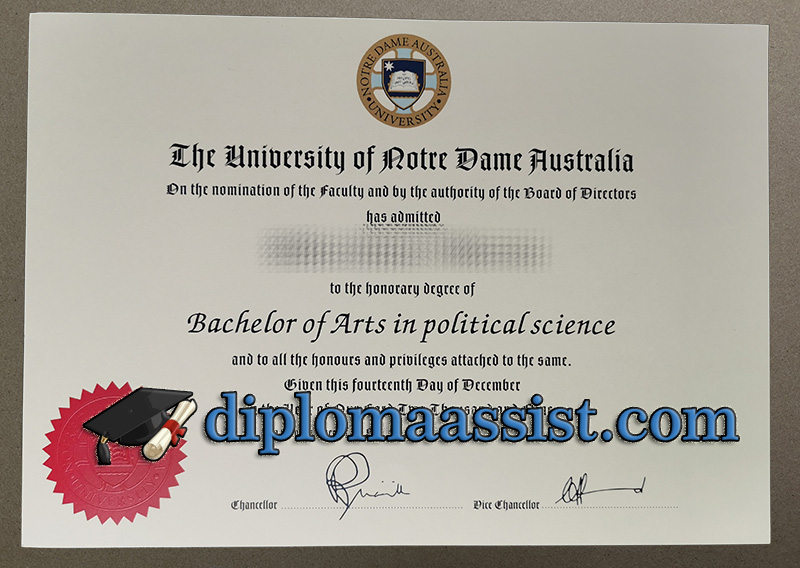 NOTRE DAME AUSTRALIA
UNIVERSITY
The University of Notre Dame Australia
On the nomination of the Faculty and by the authority of the Board of Directors
has admitted
to the honorary degree of
Bachelor of Arts in political science
and to all the honours and privileges attached to the same.
Given this fourteenth Day of December
diplomaassist.com
UNIVERSITY
Chancellor
Vice Chancellor